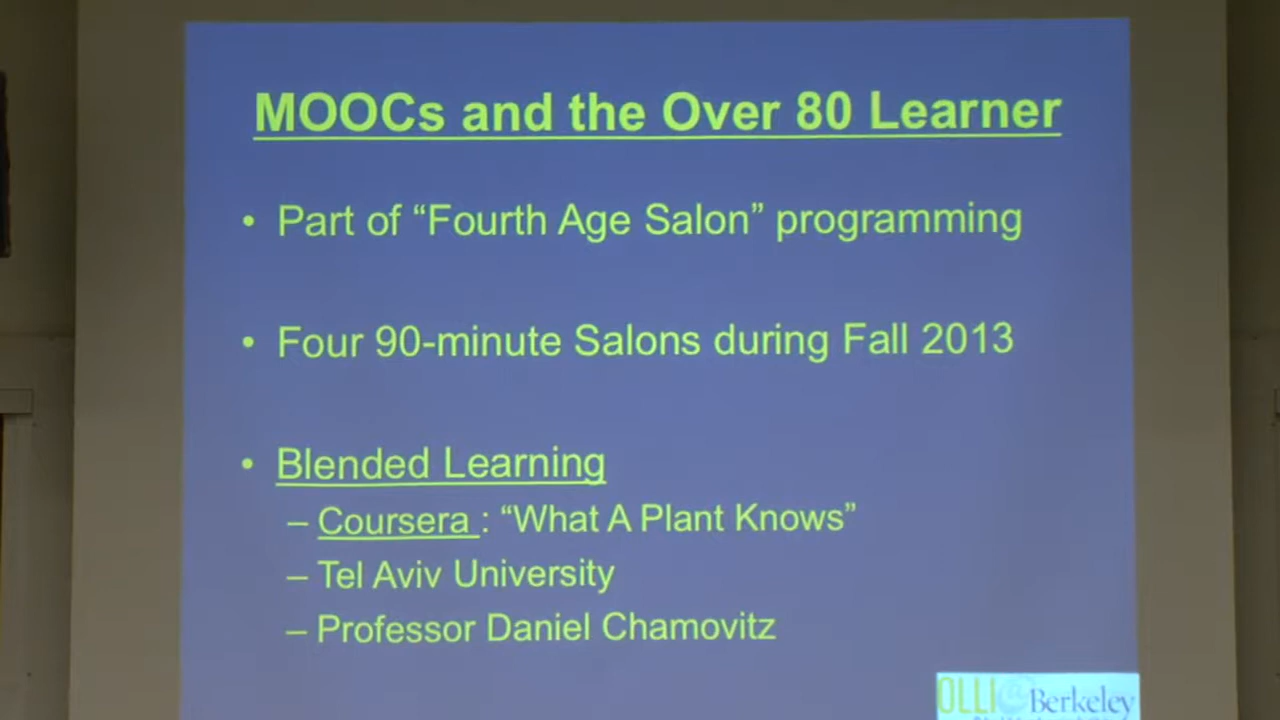 MOOCs and the Over 80 Learner
• Part of “Fourth Age Salon” programming
• Four 90-minute Salons during Fall 2013
• Blended Learning
– Coursera : “What A Plant Knows”
– Tel Aviv University
– Professor Daniel Chamovitz
OLLI@Berkeley